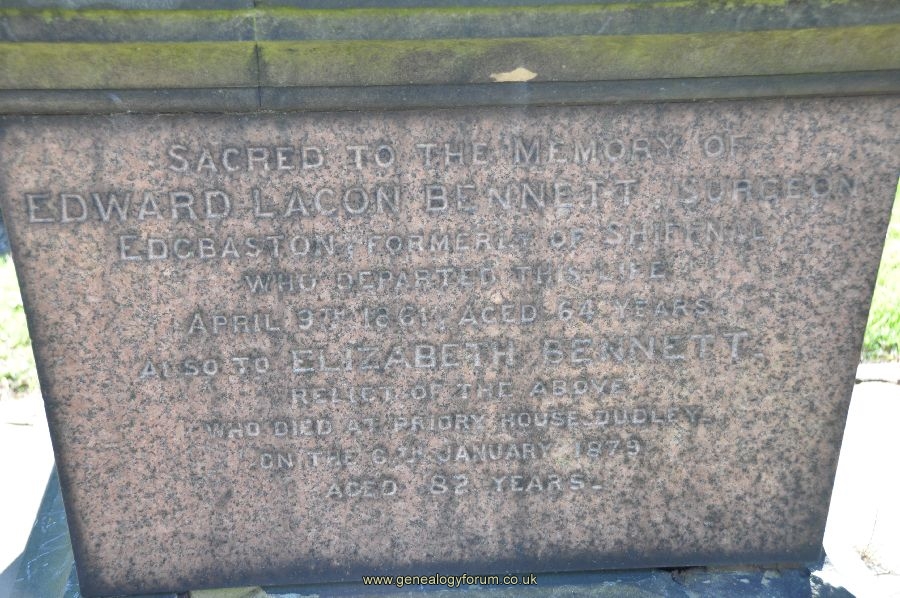 SACRED TO THE MEMORY OF
EDWARD LACON BENNETT, SURGEON
EDGBASTON, FORMERLY OF SHIFFNAL,
WHO DEPARTED THIS LIFE
APRIL 9TH 1861, AGED 64 YEARS.
ALSO TO ELIZABETH BENNETT.
RELICT OF THE ABOVE
WHO DIED AT PRIORY HOUSE DUDLEY.
ON THE 6TH JANUARY 1879
AGED 82 YEARS.
www.genealogyforum.co.uk